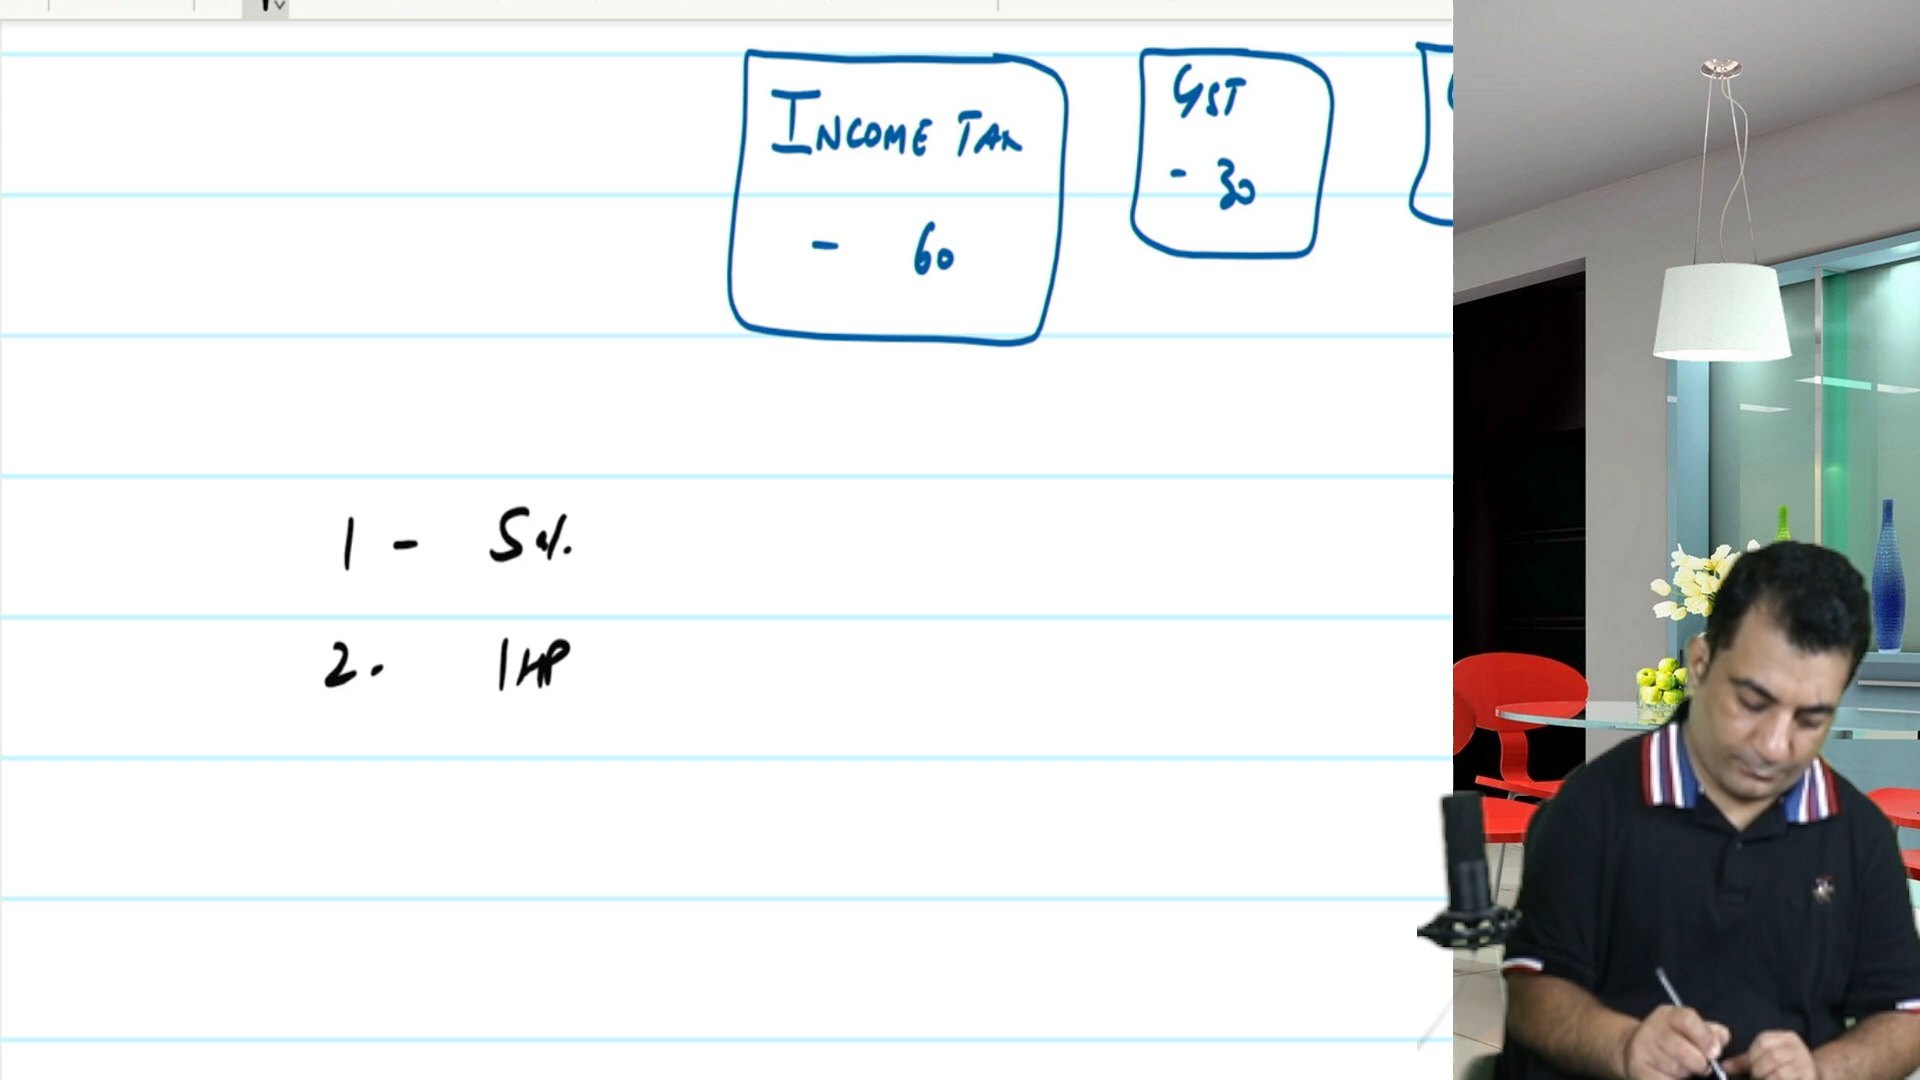 INCOME TAX
- 60
GST
- 30
1 - Sal.
2. IHP